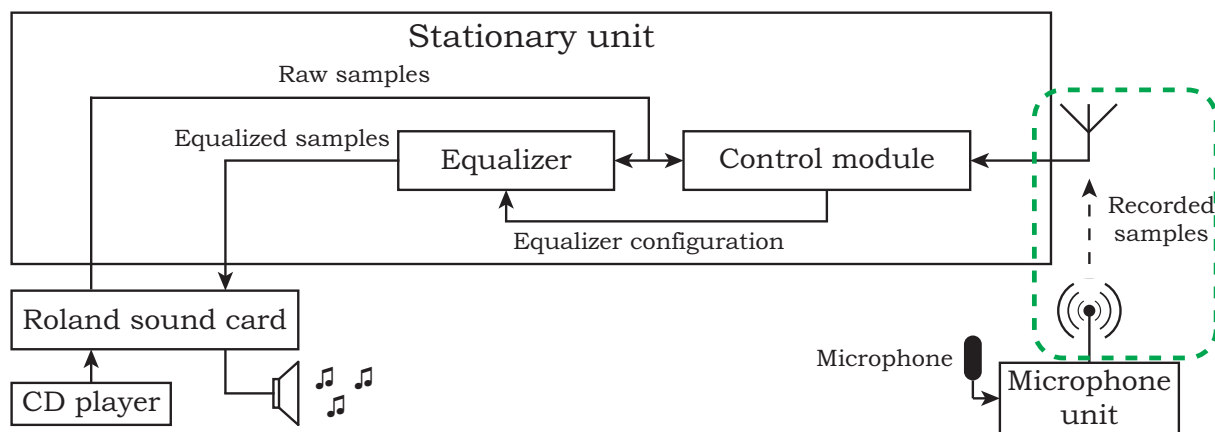 Stationary unit
Raw samples
Equalized samples
Equalizer
Control module
Equalizer configuration
Recorded
samples
Roland sound card
CD player
Microphone
Microphone
unit